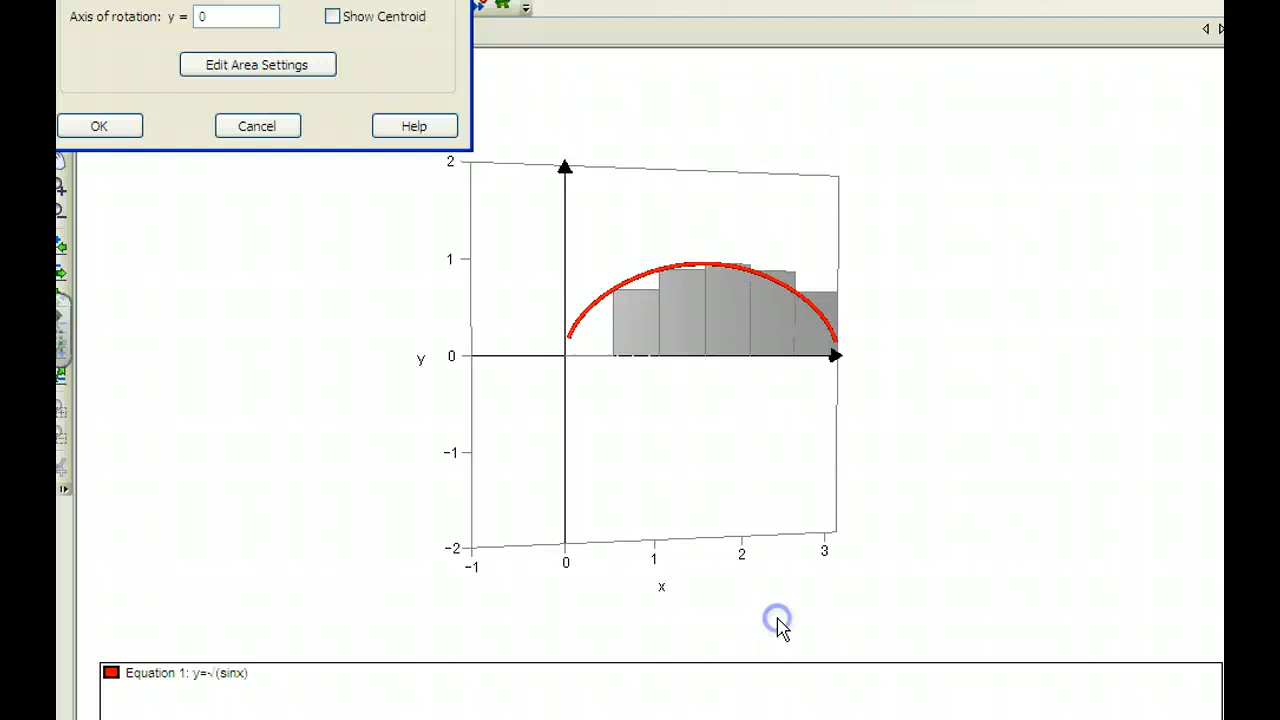 Axis of rotation: y = 0 Show Centroid
Edit Area Settings
OK Cancel Help
2
1
y 0
−1
−2
−1 0 1 2 3
x
Equation 1: y=√(sinx)